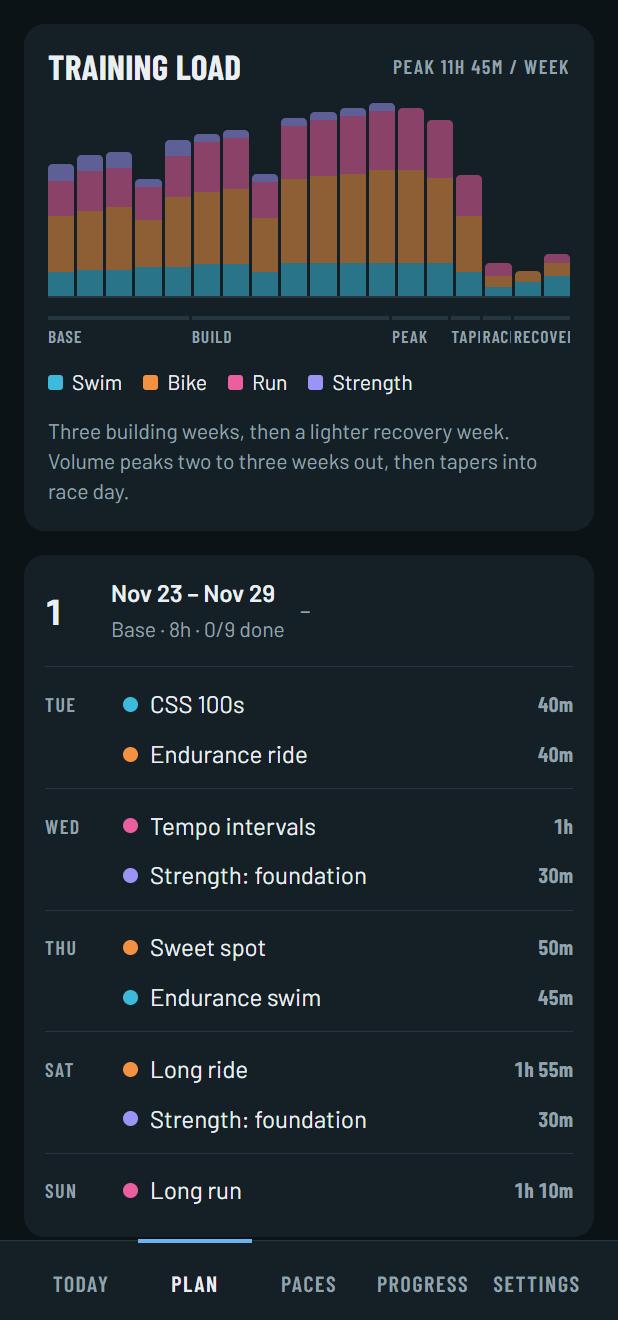 TRAINING LOAD
PEAK 11H 45M / WEEK
BASE BUILD PEAK TAPI RACI RECOVEI
Swim Bike Run Strength
Three building weeks, then a lighter recovery week.
Volume peaks two to three weeks out, then tapers into
race day.
1
Nov 23 – Nov 29
Base · 8h · 0/9 done
–
TUE CSS 100s 40m
Endurance ride 40m
WED Tempo intervals 1h
Strength: foundation 30m
THU Sweet spot 50m
Endurance swim 45m
SAT Long ride 1h 55m
Strength: foundation 30m
SUN Long run 1h 10m
TODAY PLAN PACES PROGRESS SETTINGS